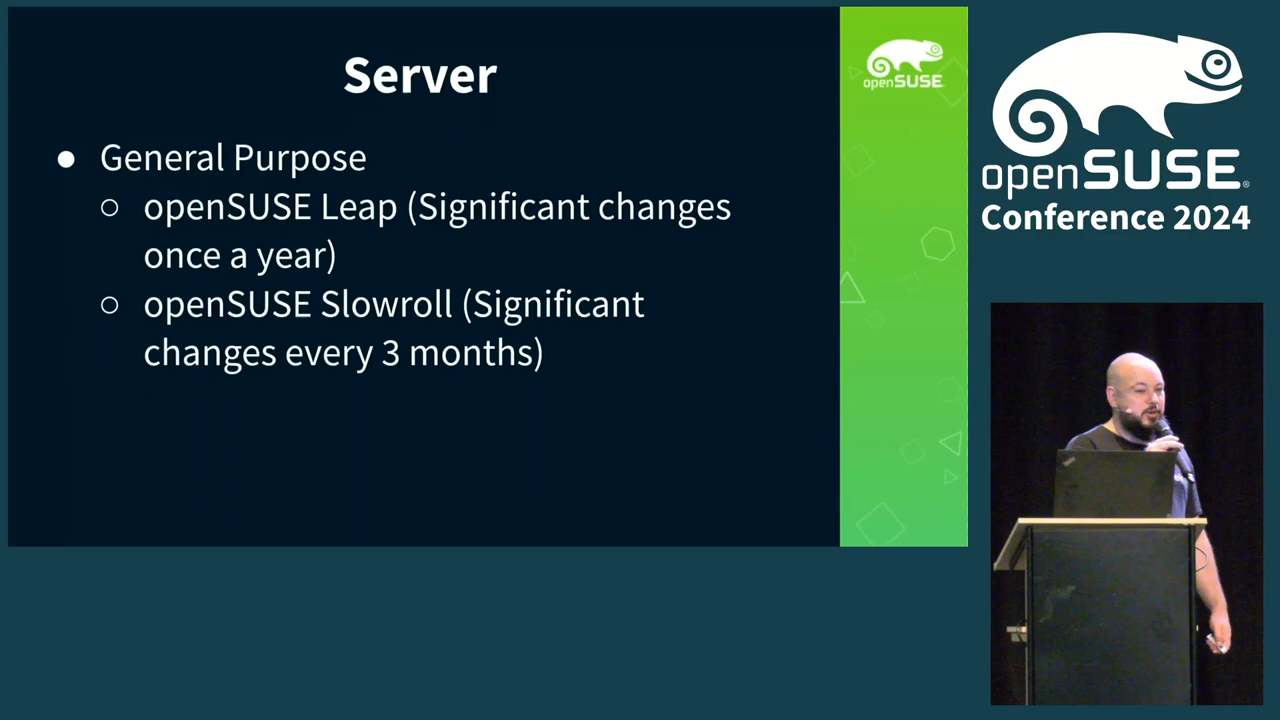 Server
● General Purpose
○ openSUSE Leap (Significant changes
once a year)
○ openSUSE Slowroll (Significant
changes every 3 months)
openSUSE
openSUSE®
Conference 2024